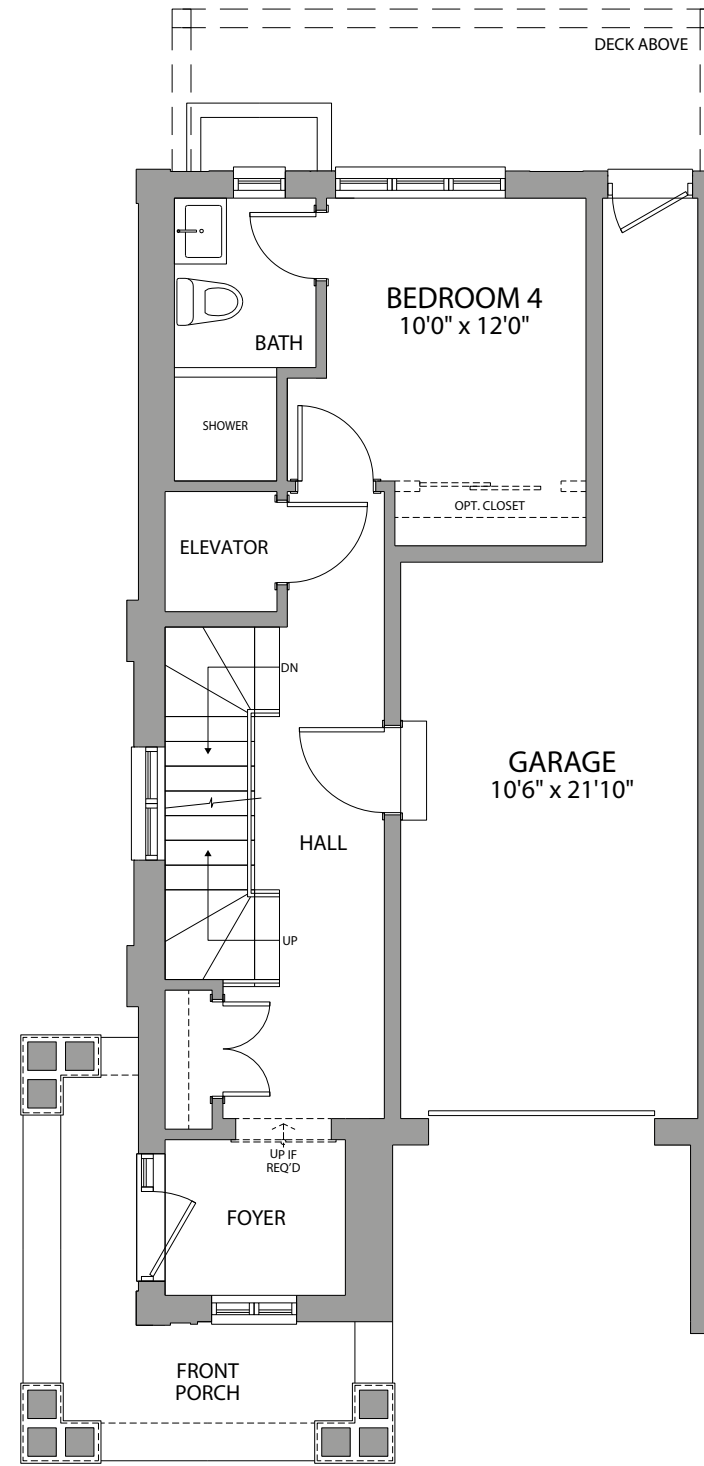 DECK ABOVE
BEDROOM 4
10'0" x 12'0"
BATH
SHOWER
OPT. CLOSET
ELEVATOR
DN
GARAGE
10'6" x 21'10"
HALL
UP
UP IF
REQ'D
FOYER
FRONT
PORCH